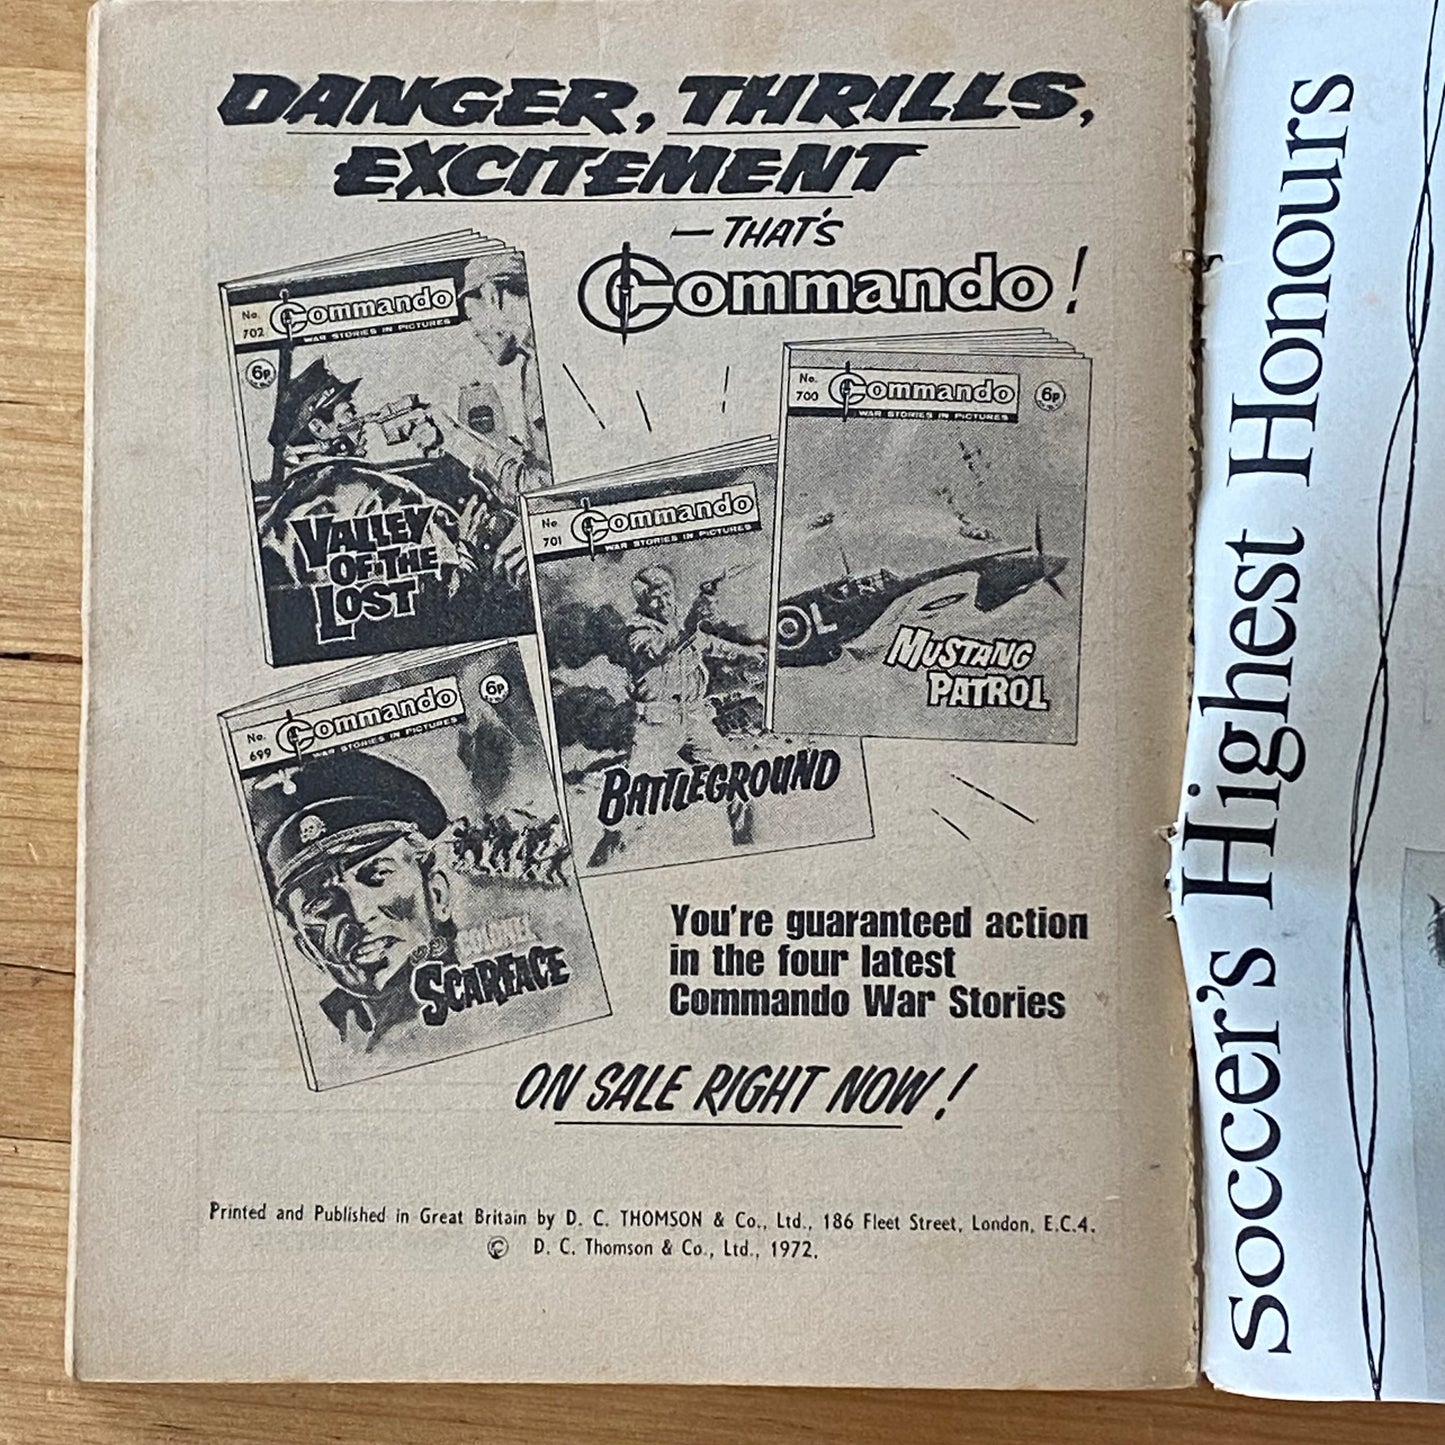 DANGER, THRILLS,
EXCITEMENT
—THAT'S
Commando!
No. 702
Commando
WAR STORIES IN PICTURES
6p
VALLEY
OF THE
LOST
No. 700
Commando
WAR STORIES IN PICTURES
6p
L
MUSTANG
PATROL
No. 701
Commando
WAR STORIES IN PICTURES
BATTLEGROUND
No. 699
Commando
WAR STORIES IN PICTURES
6p
COLONEL
SCARFACE
You're guaranteed action
in the four latest
Commando War Stories
ON SALE RIGHT NOW!
Printed and Published in Great Britain by D. C. THOMSON & Co., Ltd., 186 Fleet Street, London, E.C.4.
© D. C. Thomson & Co., Ltd., 1972.
Soccer's Highest Honours